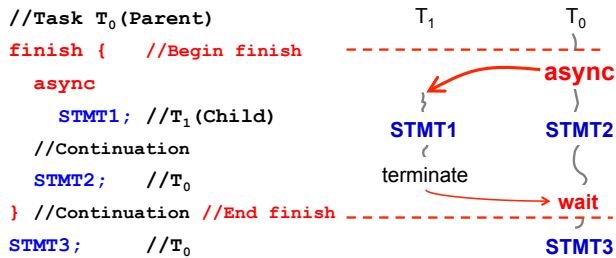 //Task T₀(Parent)
finish { //Begin finish
async
STMT1; //T₁(Child)
//Continuation
STMT2; //T₀
} //Continuation //End finish
STMT3; //T₀
T₁ T₀
async
STMT1 STMT2
terminate
wait
STMT3